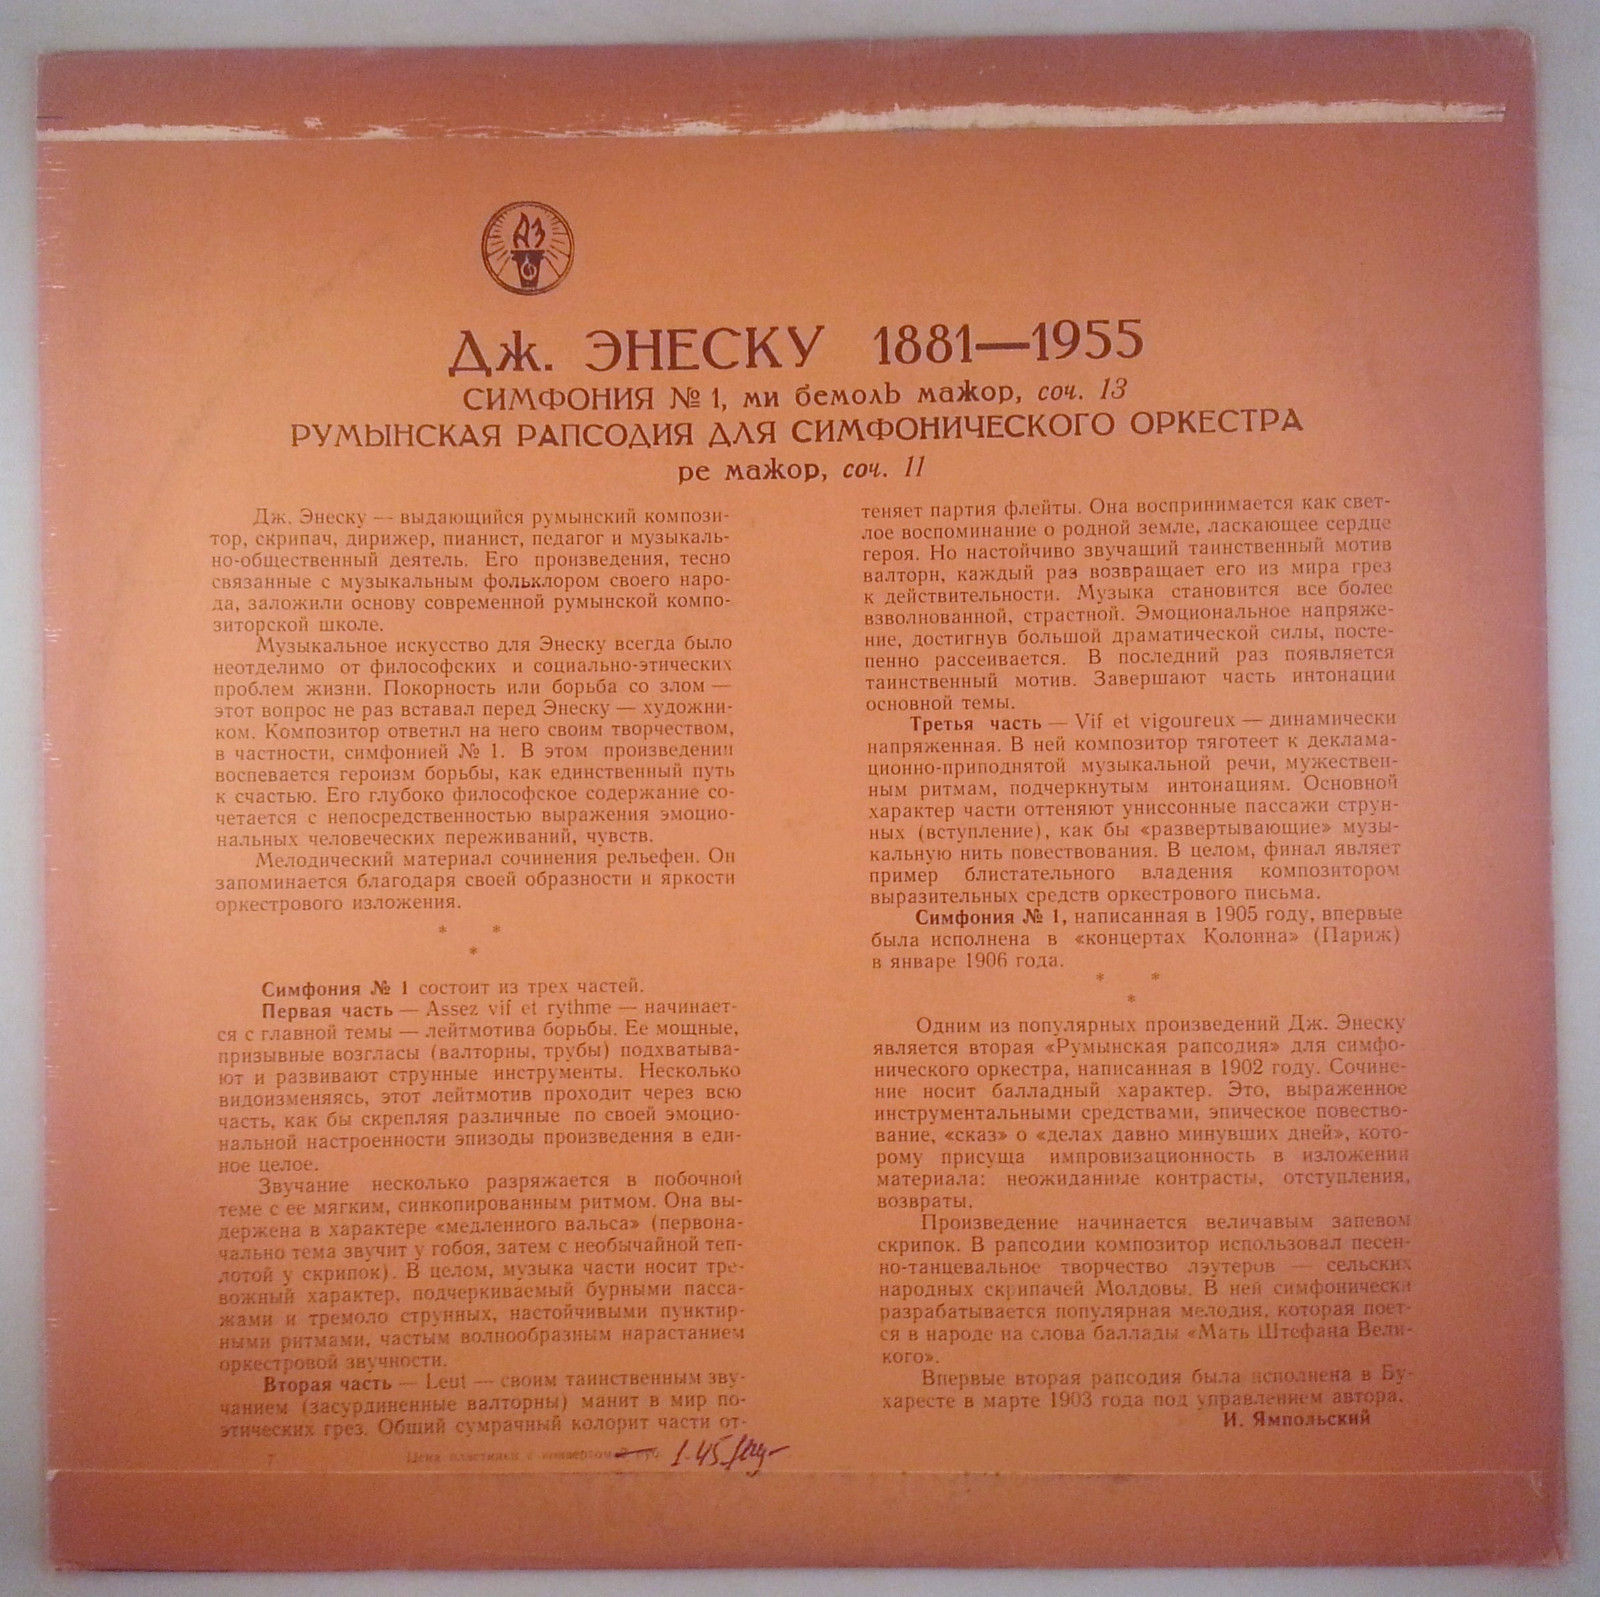 ДЗ
Дж. ЭНЕСКУ 1881—1955
СИМФОНИЯ № 1, ми бемоль мажор, соч. 13
РУМЫНСКАЯ РАПСОДИЯ ДЛЯ СИМФОНИЧЕСКОГО ОРКЕСТРА
ре мажор, соч. 11
Дж. Энеску — выдающийся румынский компози-
тор, скрипач, дирижер, пианист, педагог и музыкаль-
но-общественный деятель. Его произведения, тесно
связанные с музыкальным фольклором своего наро-
да, заложили основу современной румынской компо-
зиторской школе.
Музыкальное искусство для Энеску всегда было
неотделимо от философских и социально-этических
проблем жизни. Покорность или борьба со злом —
этот вопрос не раз вставал перед Энеску — художни-
ком. Композитор ответил на него своим творчеством,
в частности, симфонией № 1. В этом произведении
воспевается героизм борьбы, как единственный путь
к счастью. Его глубоко философское содержание со-
четается с непосредственностью выражения эмоцио-
нальных человеческих переживаний, чувств.
Мелодический материал сочинения рельефен. Он
запоминается благодаря своей образности и яркости
оркестрового изложения.
* *
*
Симфония № 1 состоит из трех частей.
Первая часть — Assez vif et rythme — начинает-
ся с главной темы — лейтмотива борьбы. Ее мощные,
призывные возгласы (валторны, трубы) подхватыва-
ют и развивают струнные инструменты. Несколько
видоизменяясь, этот лейтмотив проходит через всю
часть, как бы скрепляя различные по своей эмоцио-
нальной настроенности эпизоды произведения в еди-
ное целое.
Звучание несколько разряжается в побочной
теме с ее мягким, синкопированным ритмом. Она вы-
держена в характере «медленного вальса» (первона-
чально тема звучит у гобоя, затем с необычайной теп-
лотой у скрипок). В целом, музыка части носит тре-
вожный характер, подчеркиваемый бурными пасса-
жами и тремоло струнных, настойчивыми пунктир-
ными ритмами, частым волнообразным нарастанием
оркестровой звучности.
Вторая часть — Leut — своим таинственным зву-
чанием (засурдиненные валторны) манит в мир по-
этических грез. Общий сумрачный колорит части от-
теняет партия флейты. Она воспринимается как свет-
лое воспоминание о родной земле, ласкающее сердце
героя. Но настойчиво звучащий таинственный мотив
валторн, каждый раз возвращает его из мира грез
к действительности. Музыка становится все более
взволнованной, страстной. Эмоциональное напряже-
ние, достигнув большой драматической силы, посте-
пенно рассеивается. В последний раз появляется
таинственный мотив. Завершают часть интонации
основной темы.
Третья часть — Vif et vigoureux — динамически
напряженная. В ней композитор тяготеет к деклама-
ционно-приподнятой музыкальной речи, мужествен-
ным ритмам, подчеркнутым интонациям. Основной
характер части оттеняют униссонные пассажи струн-
ных (вступление), как бы «развертывающие» музы-
кальную нить повествования. В целом, финал являет
пример блистательного владения композитором
выразительных средств оркестрового письма.
Симфония № 1, написанная в 1905 году, впервые
была исполнена в «концертах Колонна» (Париж)
в январе 1906 года.
* *
*
Одним из популярных произведений Дж. Энеску
является вторая «Румынская рапсодия» для симфо-
нического оркестра, написанная в 1902 году. Сочине-
ние носит балладный характер. Это, выраженное
инструментальными средствами, эпическое повество-
вание, «сказ» о «делах давно минувших дней», кото-
рому присуща импровизационность в изложении
материала: неожиданные контрасты, отступления,
возвраты.
Произведение начинается величавым запевом
скрипок. В рапсодии композитор использовал песен-
но-танцевальное творчество лэутеров — сельских
народных скрипачей Молдовы. В ней симфонически
разрабатывается популярная мелодия, которая поет-
ся в народе на слова баллады «Мать Штефана Вели-
кого».
Впервые вторая рапсодия была исполнена в Бу-
харесте в марте 1903 года под управлением автора.
И. Ямпольский
7 Цена пластинки с конвертом руб. 1-45